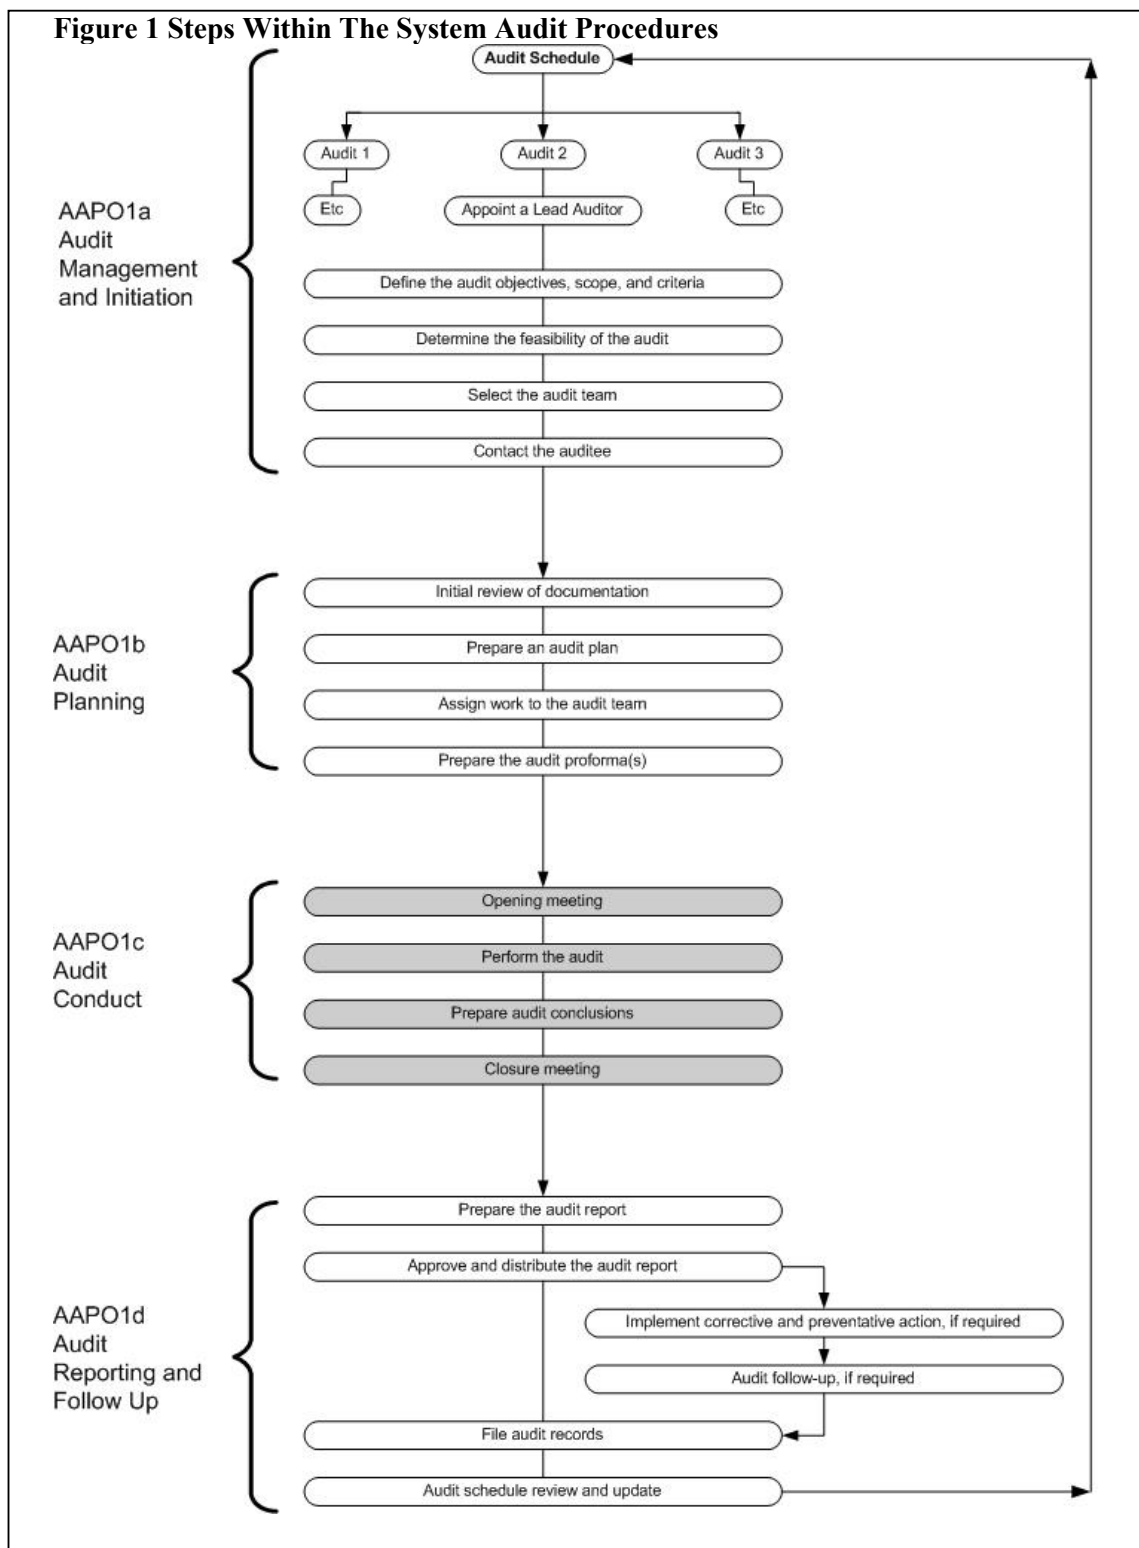 Figure 1 Steps Within The System Audit Procedures
Audit Schedule
Audit 1
Audit 2
Audit 3
Etc
Appoint a Lead Auditor
Etc
AAPO1a
Audit
Management
and Initiation
Define the audit objectives, scope, and criteria
Determine the feasibility of the audit
Select the audit team
Contact the auditee
AAPO1b
Audit
Planning
Initial review of documentation
Prepare an audit plan
Assign work to the audit team
Prepare the audit proforma(s)
AAPO1c
Audit
Conduct
Opening meeting
Perform the audit
Prepare audit conclusions
Closure meeting
AAPO1d
Audit
Reporting and
Follow Up
Prepare the audit report
Approve and distribute the audit report
Implement corrective and preventative action, if required
Audit follow-up, if required
File audit records
Audit schedule review and update